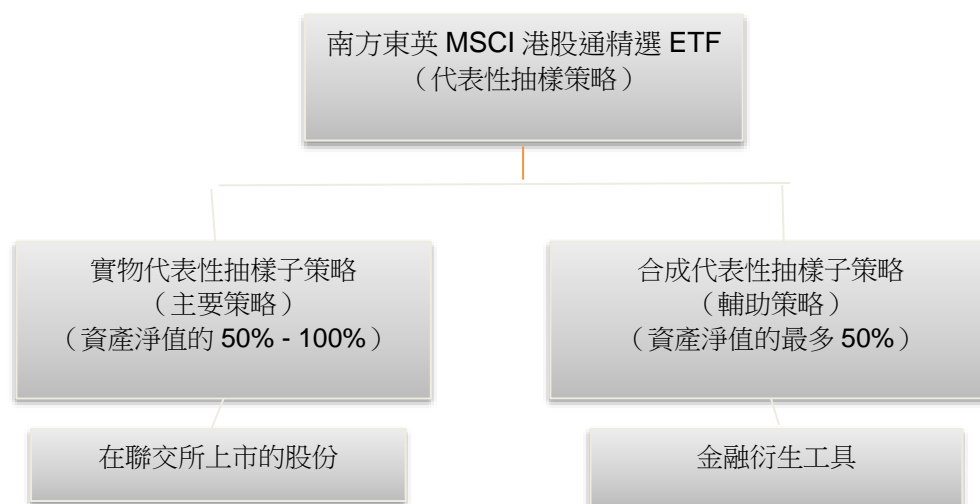 南方東英 MSCI 港股通精選 ETF
（代表性抽樣策略）
實物代表性抽樣子策略
（主要策略）
（資產淨值的 50% - 100%）
合成代表性抽樣子策略
（輔助策略）
（資產淨值的最多 50%）
在聯交所上市的股份
金融衍生工具